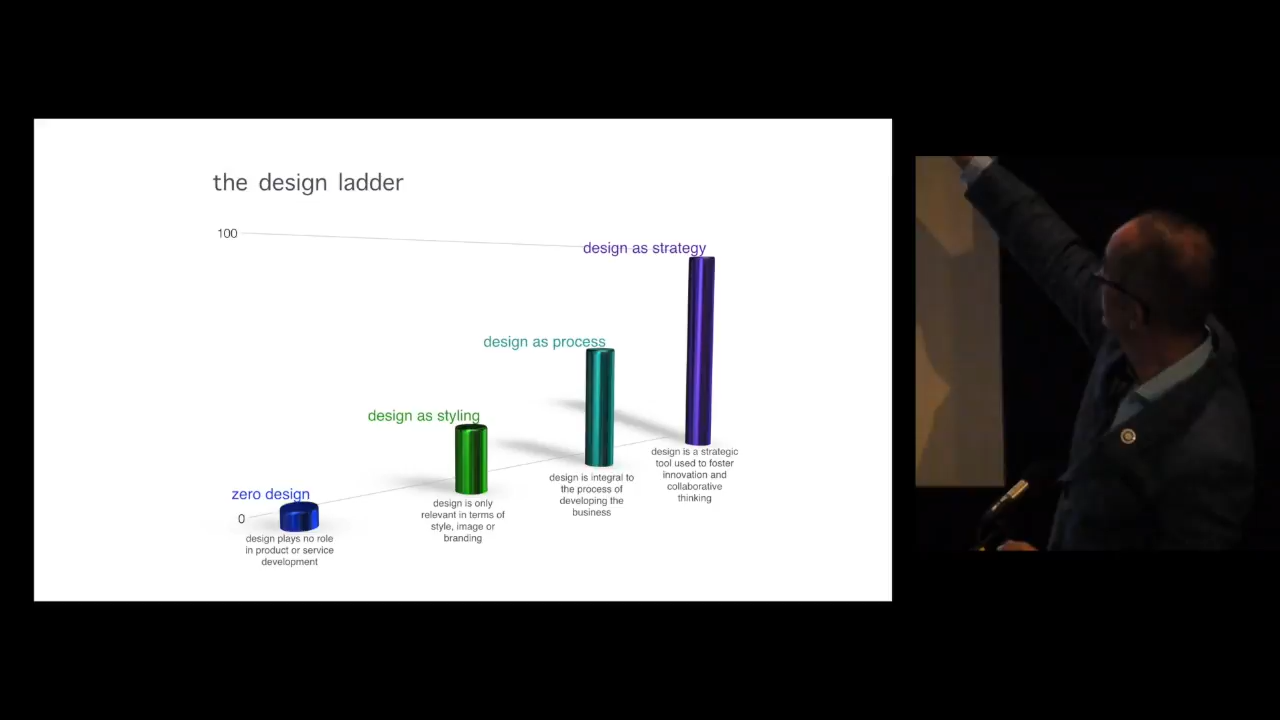 the design ladder
100
design as strategy
design as process
design as styling
zero design
0
design plays no role
in product or service
development
design is only
relevant in terms of
style, image or
branding
design is integral to
the process of
developing the
business
design is a strategic
tool used to foster
innovation and
collaborative
thinking